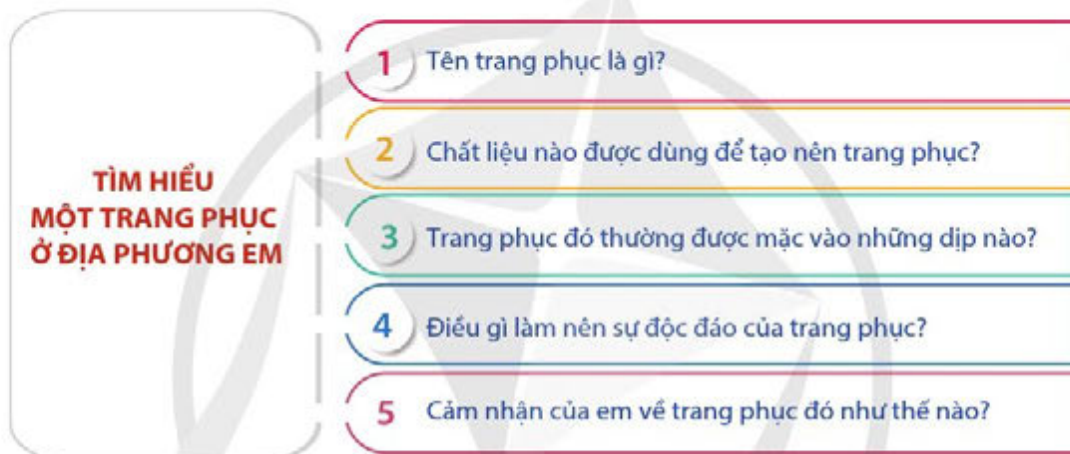 TÌM HIỂU
MỘT TRANG PHỤC
Ở ĐỊA PHƯƠNG EM
1 Tên trang phục là gì?
2 Chất liệu nào được dùng để tạo nên trang phục?
3 Trang phục đó thường được mặc vào những dịp nào?
4 Điều gì làm nên sự độc đáo của trang phục?
5 Cảm nhận của em về trang phục đó như thế nào?